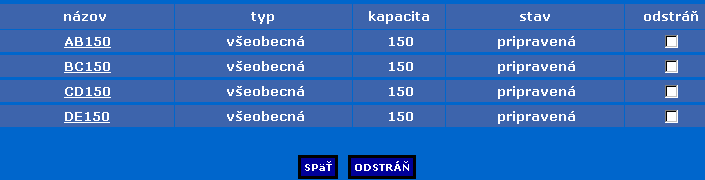 názov typ kapacita stav odstráň
AB150 všeobecná 150 pripravená
BC150 všeobecná 150 pripravená
CD150 všeobecná 150 pripravená
DE150 všeobecná 150 pripravená
SPäŤ ODSTRÁŇ